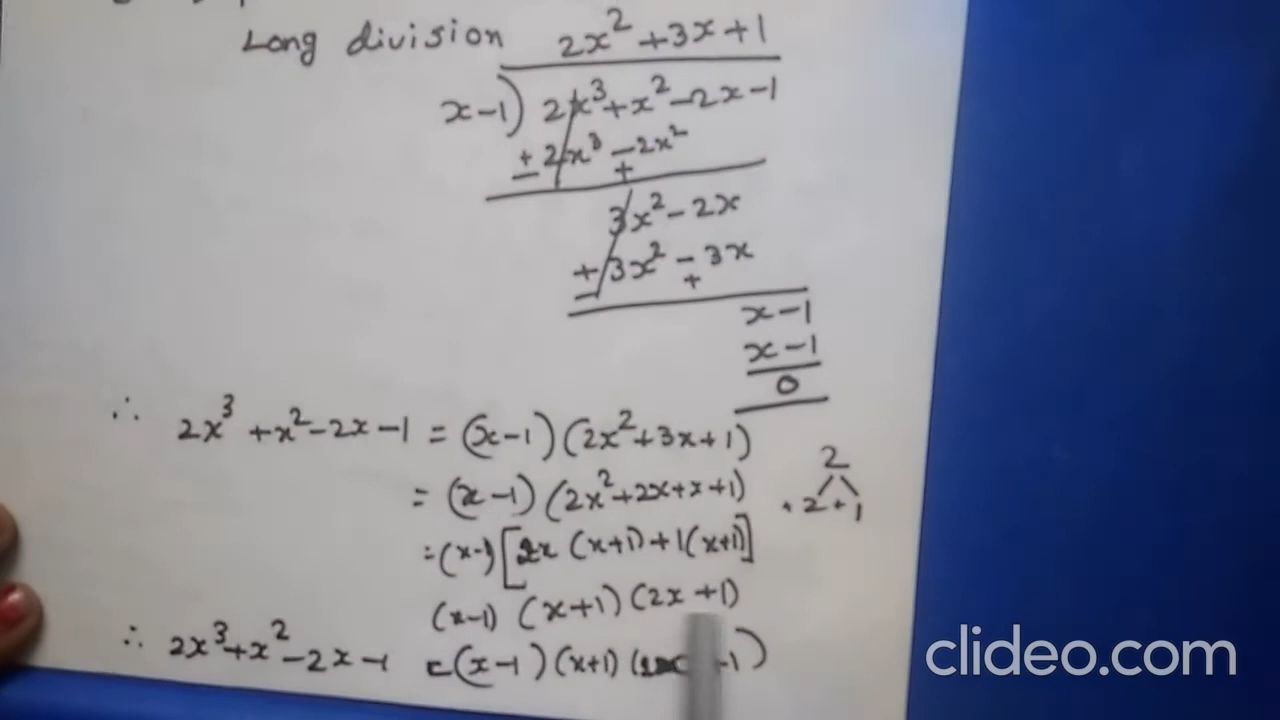 Long division 2x² + 3x + 1
x - 1 ) 2x³ + x² - 2x - 1
± 2x³ - 2x²
+
3x² - 2x
+ 3x² - 3x
- +
x - 1
x - 1
0
∴ 2x³ + x² - 2x - 1 = (x - 1) (2x² + 3x + 1)
= (x - 1) (2x² + 2x + x + 1)
2
+ 2 + 1
= (x - 1) [2x (x + 1) + 1 (x + 1)]
(x - 1) (x + 1) (2x + 1)
∴ 2x³ + x² - 2x - 1 = (x - 1) (x + 1) (
clideo.com